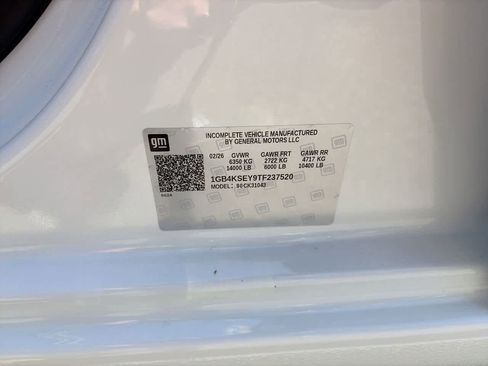 gm
INCOMPLETE VEHICLE MANUFACTURED
BY GENERAL MOTORS LLC
02/26 GVWR GAWR FRT GAWR RR
6350 KG 2722 KG 4717 KG
14000 LB 6000 LB 10400 LB
1GB4KSEY9TF237520
MODEL: CK31043